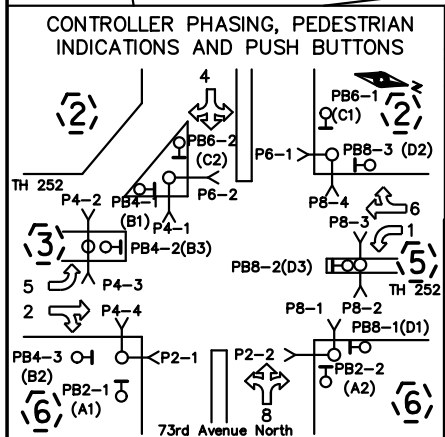 CONTROLLER PHASING, PEDESTRIAN
INDICATIONS AND PUSH BUTTONS
2
4
PB6-2
(C2)
PB6-1
(C1)
N
2
PB8-3 (D2)
P6-1
P6-2
P8-4
TH 252
P4-2
PB4-1
(B1)
P4-1
6
P8-3
1
3
PB4-2(B3)
PB8-2(D3)
5
5
P4-3
TH 252
2
P4-4
P8-1
P8-2
PB8-1(D1)
PB4-3
(B2)
P2-1
P2-2
PB2-1
(A1)
PB2-2
(A2)
6
8
6
73rd Avenue North